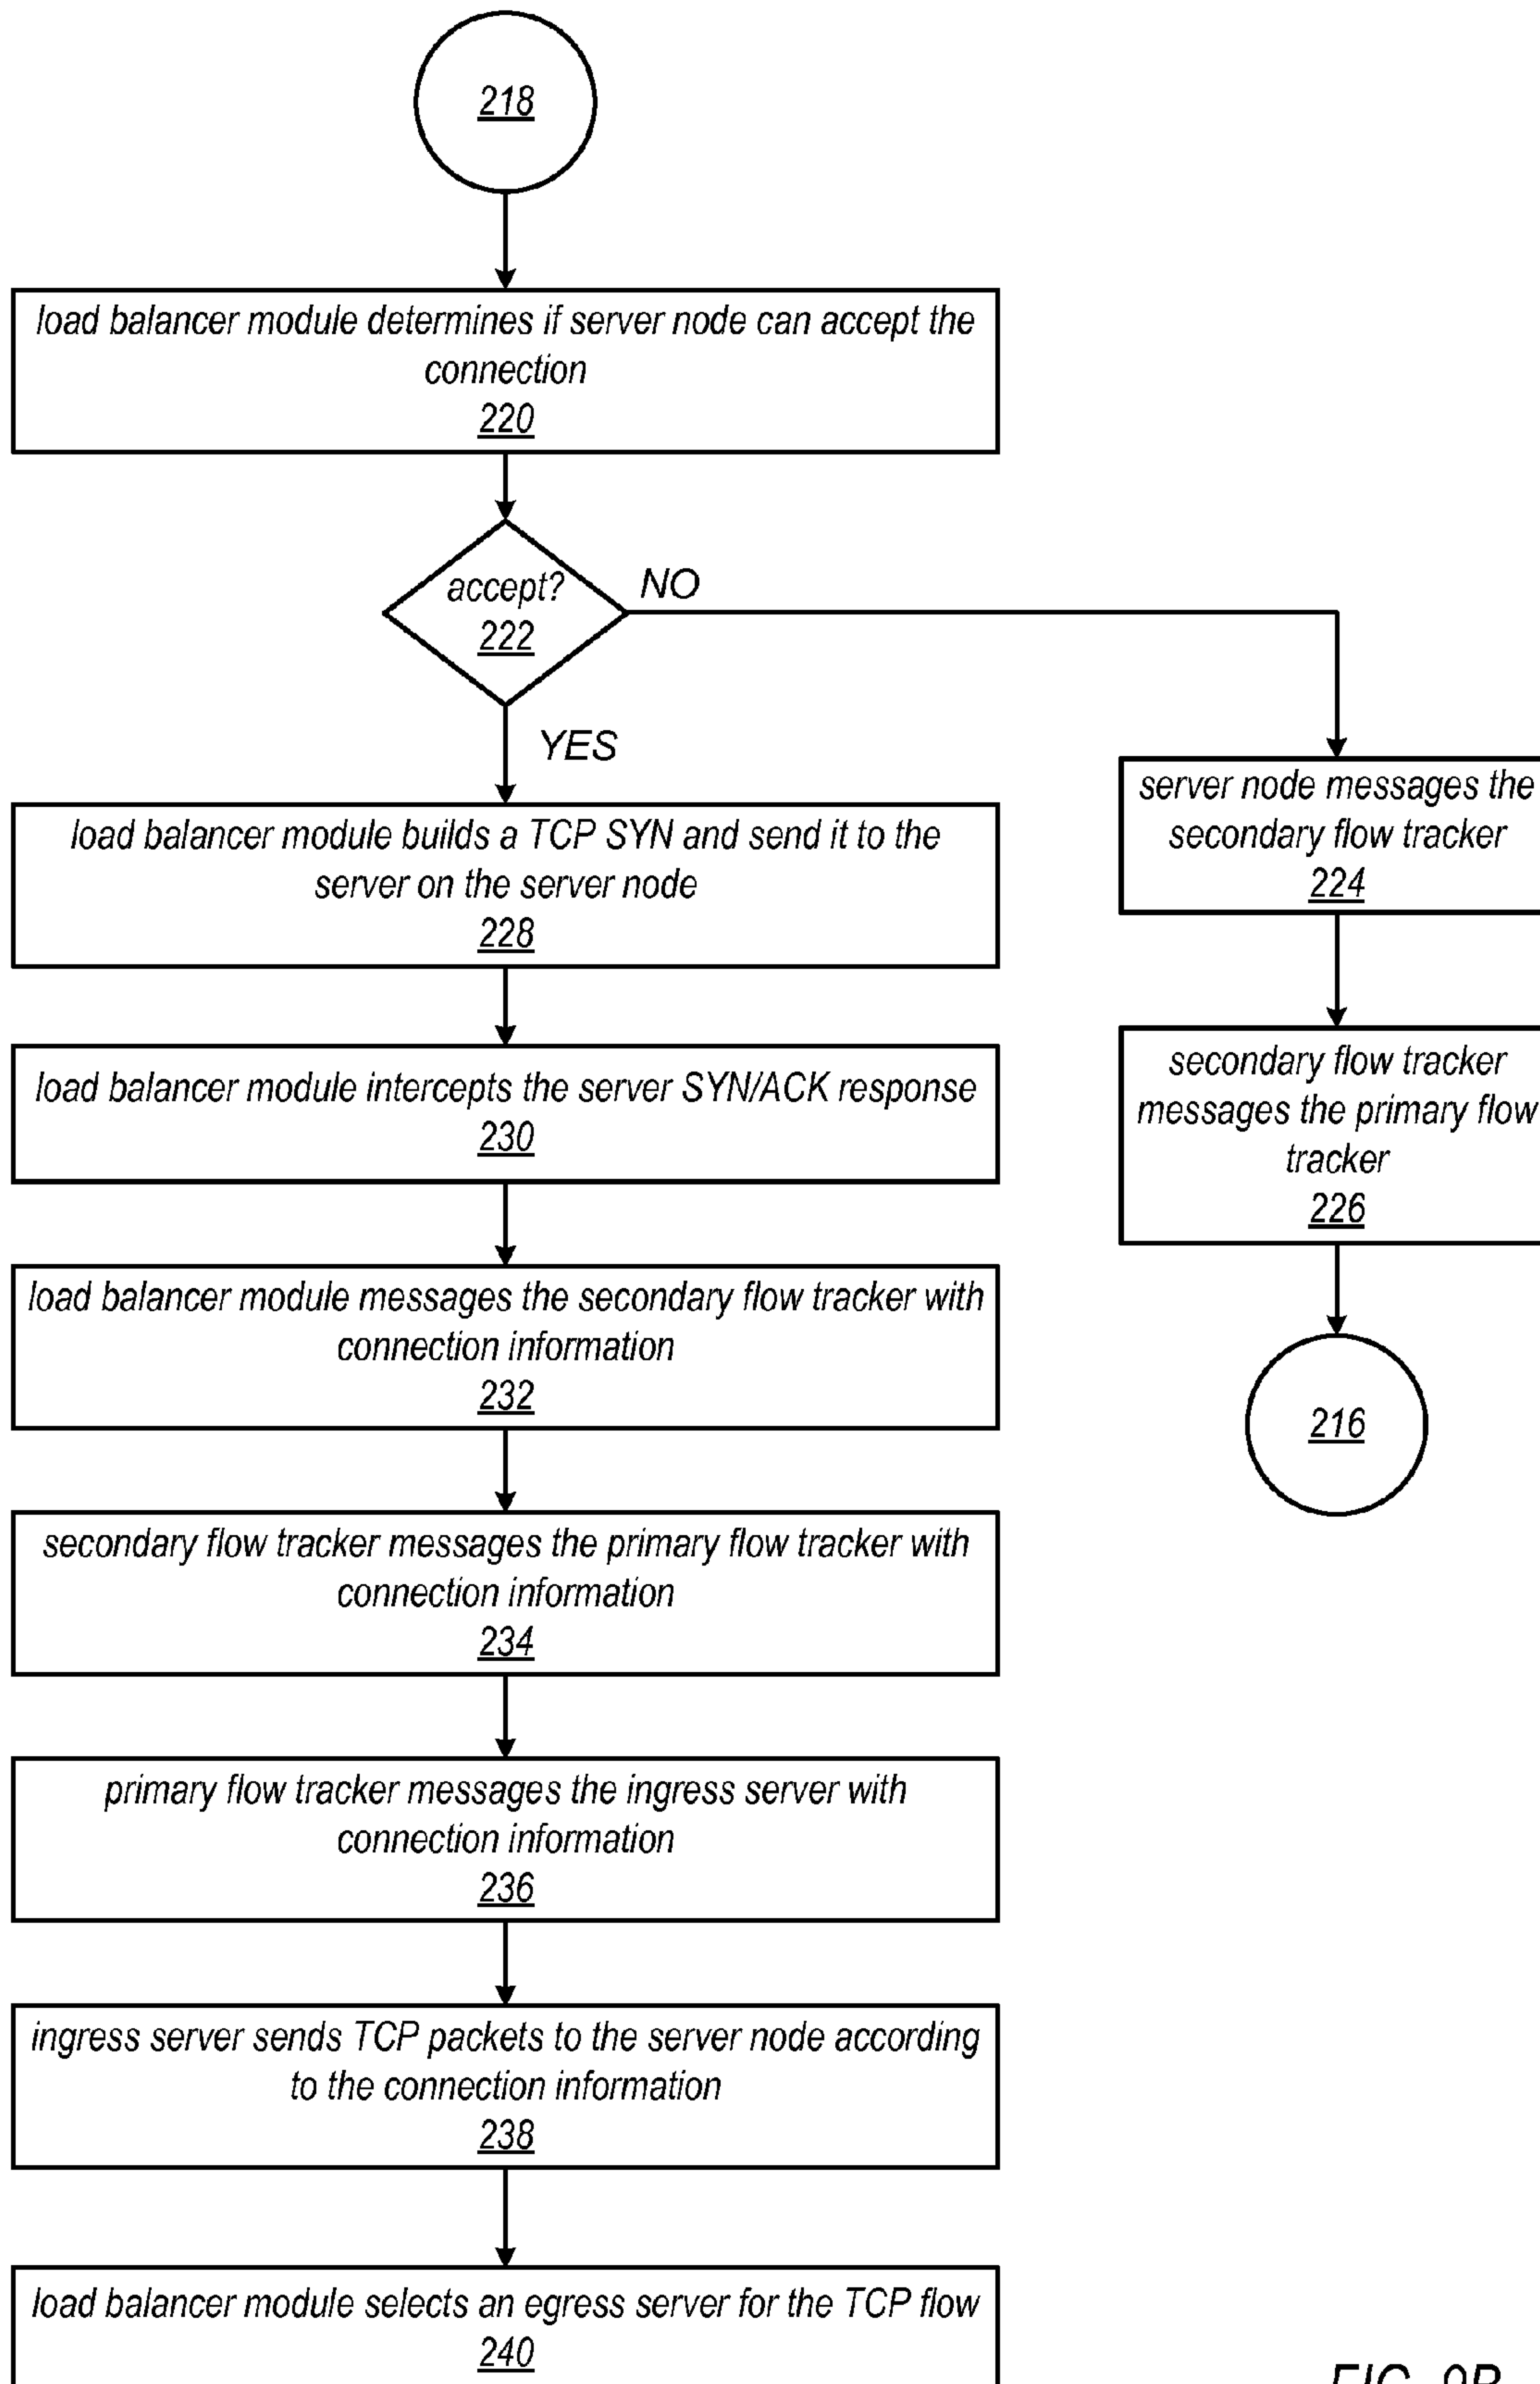 218
load balancer module determines if server node can accept the
connection
220
accept?
222
NO
YES
server node messages the
secondary flow tracker
224
load balancer module builds a TCP SYN and send it to the
server on the server node
228
secondary flow tracker
messages the primary flow
tracker
226
load balancer module intercepts the server SYN/ACK response
230
216
load balancer module messages the secondary flow tracker with
connection information
232
secondary flow tracker messages the primary flow tracker with
connection information
234
primary flow tracker messages the ingress server with
connection information
236
ingress server sends TCP packets to the server node according
to the connection information
238
load balancer module selects an egress server for the TCP flow
240
FIG. 9B